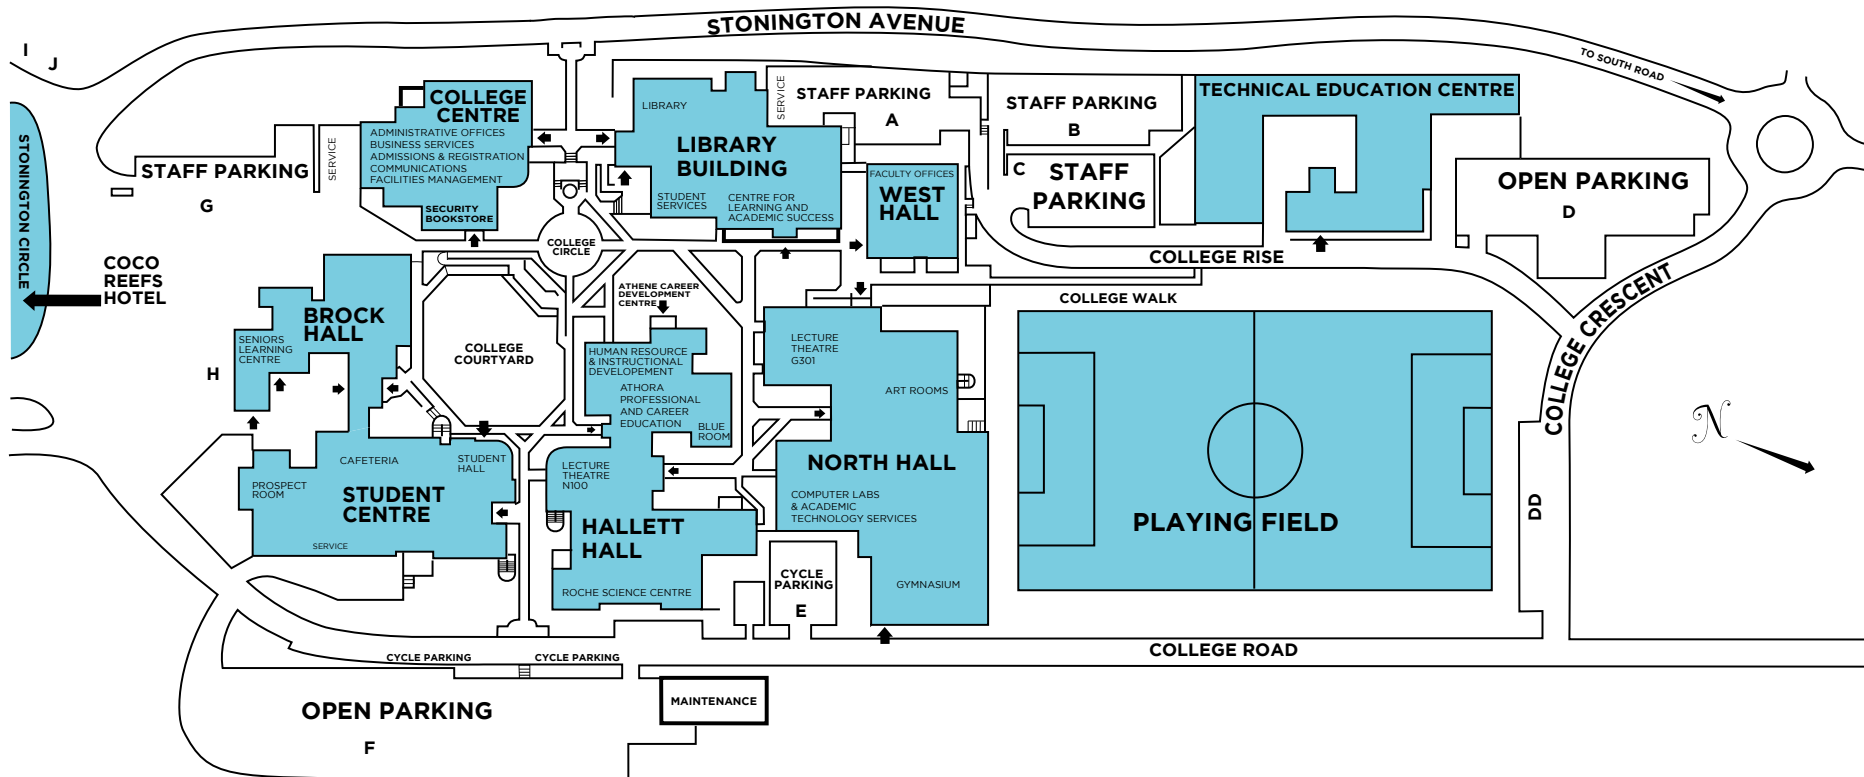 STONINGTON AVENUE
I
J
TO SOUTH ROAD
STONINGTON CIRCLE
COCO
REEFS
HOTEL
STAFF PARKING
G
SERVICE
COLLEGE
CENTRE
ADMINISTRATIVE OFFICES
BUSINESS SERVICES
ADMISSIONS & REGISTRATION
COMMUNICATIONS
FACILITIES MANAGEMENT
SECURITY
BOOKSTORE
LIBRARY
LIBRARY
BUILDING
STUDENT
SERVICES
CENTRE FOR
LEARNING AND
ACADEMIC SUCCESS
SERVICE
STAFF PARKING
A
STAFF PARKING
B
C
STAFF
PARKING
FACULTY OFFICES
WEST
HALL
TECHNICAL EDUCATION CENTRE
OPEN PARKING
D
COLLEGE RISE
COLLEGE WALK
COLLEGE CRESCENT
COLLEGE
CIRCLE
COLLEGE
COURTYARD
BROCK
HALL
SENIORS
LEARNING
CENTRE
H
ATHENE CAREER
DEVELOPMENT
CENTRE
HUMAN RESOURCE
& INSTRUCTIONAL
DEVELOPEMENT
ATHORA
PROFESSIONAL
AND CAREER
EDUCATION
BLUE
ROOM
LECTURE
THEATRE
N100
HALLETT
HALL
ROCHE SCIENCE CENTRE
LECTURE
THEATRE
G301
ART ROOMS
NORTH HALL
COMPUTER LABS
& ACADEMIC
TECHNOLOGY SERVICES
GYMNASIUM
PLAYING FIELD
DD
N
CAFETERIA
STUDENT
HALL
PROSPECT
ROOM
STUDENT
CENTRE
SERVICE
CYCLE
PARKING
E
COLLEGE ROAD
CYCLE PARKING
CYCLE PARKING
OPEN PARKING
F
MAINTENANCE